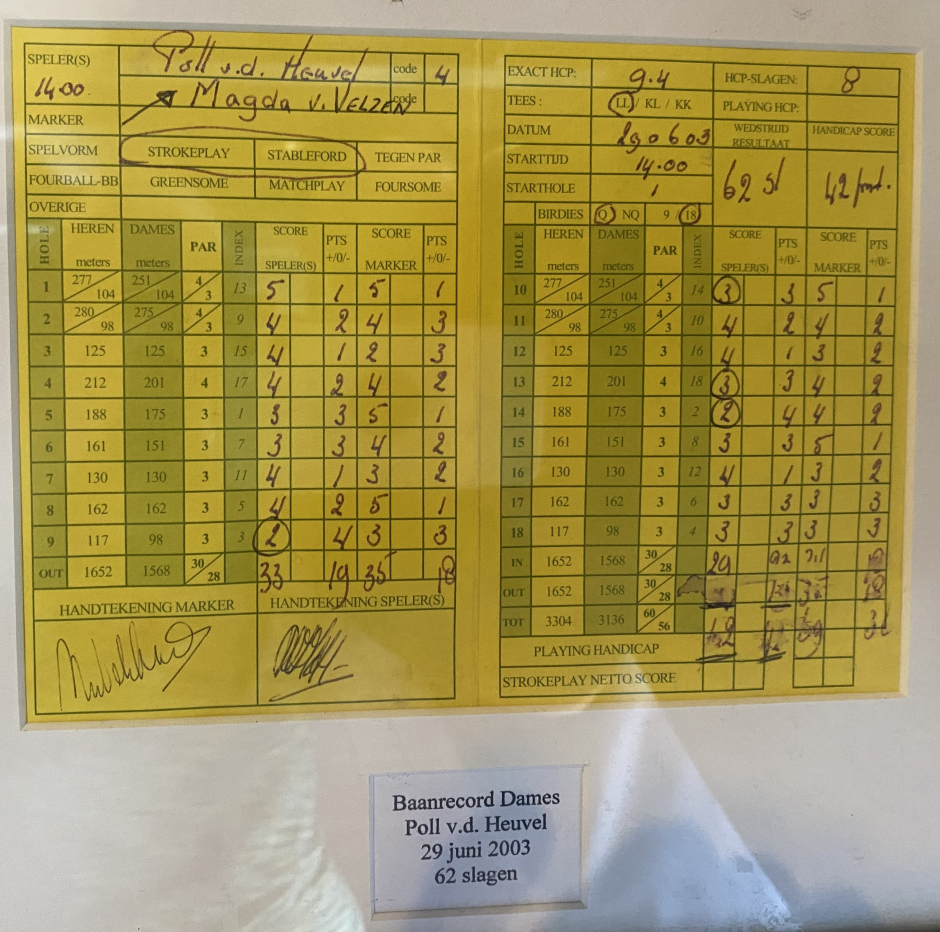 SPELER(S) Poll v.d. Heuvel code 4
14.00 Magda v. VELZEN code
MARKER
SPELVORM STROKEPLAY STABLEFORD TEGEN PAR
FOURBALL-BB GREENSOME MATCHPLAY FOURSOME
OVERIGE
HOLE HEREN meters DAMES meters PAR INDEX SCORE SPELER(S) PTS +/0/- SCORE MARKER PTS +/0/-
1 277/104 251/104 4/3 13 5 1 5 1
2 280/98 275/98 4/3 9 4 2 4 3
3 125 125 3 15 4 1 2 3
4 212 201 4 17 4 2 4 2
5 188 175 3 1 3 3 5 1
6 161 151 3 7 3 3 4 2
7 130 130 3 11 4 1 3 2
8 162 162 3 5 4 2 5 1
9 117 98 3 3 2 4 3 3
OUT 1652 1568 30/28 33 19 35 18
HANDTEKENING MARKER HANDTEKENING SPELER(S)
EXACT HCP: 9.4 HCP-SLAGEN: 8
TEES : LL / KL / KK PLAYING HCP:
DATUM 290603 WEDSTRIJD RESULTAAT HANDICAP SCORE
STARTTIJD 14.00 62 sl 42 pnt.
STARTHOLE 1
BIRDIES Q NQ 9 / 18
HOLE HEREN meters DAMES meters PAR INDEX SCORE SPELER(S) PTS +/0/- SCORE MARKER PTS +/0/-
10 277/104 251/104 4/3 14 3 3 5 1
11 280/98 275/98 4/3 10 4 2 4 2
12 125 125 3 16 4 1 3 2
13 212 201 4 18 3 3 4 2
14 188 175 3 2 2 4 4 2
15 161 151 3 8 3 3 5 1
16 130 130 3 12 4 1 3 2
17 162 162 3 6 3 3 3 3
18 117 98 3 4 3 3 3 3
IN 1652 1568 30/28 29
OUT 1652 1568 30/28 18
TOT 3304 3136 60/56 62
PLAYING HANDICAP
STROKEPLAY NETTO SCORE
Baanrecord Dames
Poll v.d. Heuvel
29 juni 2003
62 slagen